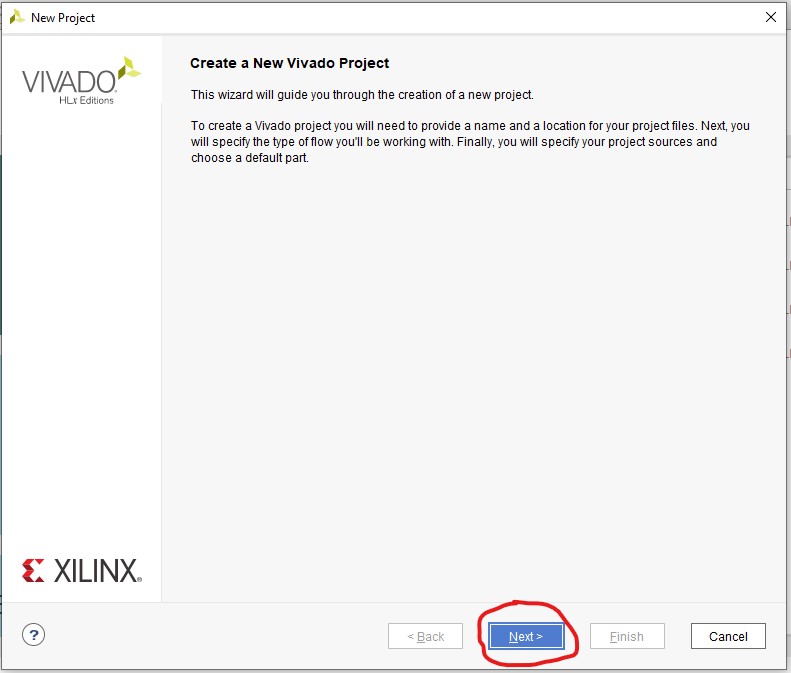 New Project
VIVADO
HLx Editions
Create a New Vivado Project
This wizard will guide you through the creation of a new project.
To create a Vivado project you will need to provide a name and a location for your project files. Next, you
will specify the type of flow you'll be working with. Finally, you will specify your project sources and
choose a default part.
XILINX
?
< Back
Next >
Finish
Cancel